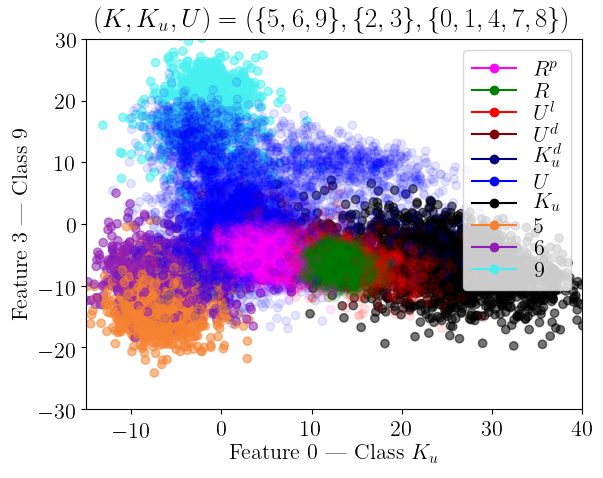 (K, K_u, U) = ({5, 6, 9}, {2, 3}, {0, 1, 4, 7, 8})
30
20
10
0
−10
−20
−30
Feature 3 — Class 9
R^p
R
U^l
U^d
K_u^d
U
K_u
5
6
9
−10
0
10
20
30
40
Feature 0 — Class K_u